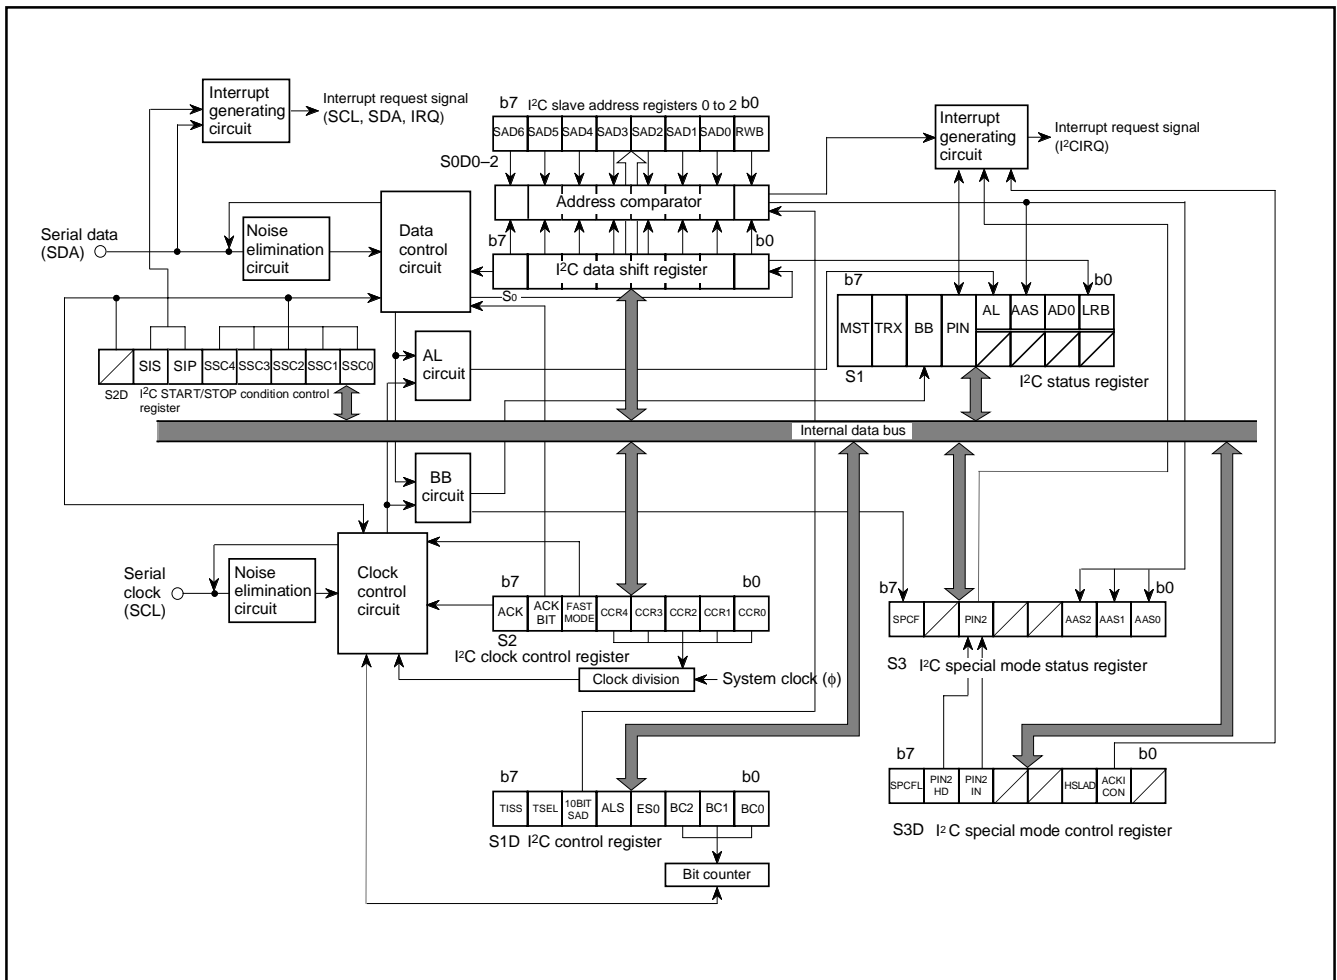 Interrupt
generating
circuit
Interrupt request signal
(SCL, SDA, IRQ)
b7 I²C slave address registers 0 to 2 b0
SAD6 SAD5 SAD4 SAD3 SAD2 SAD1 SAD0 RWB
S0D0–2
Interrupt
generating
circuit
Interrupt request signal
(I²CIRQ)
Address comparator
Serial data
(SDA)
Noise
elimination
circuit
Data
control
circuit
b7 b0
I²C data shift register
S0
b7 b0
MST TRX BB PIN AL AAS AD0 LRB
S1
I²C status register
SIS SIP SSC4 SSC3 SSC2 SSC1 SSC0
S2D I²C START/STOP condition control
register
AL
circuit
Internal data bus
BB
circuit
Serial
clock
(SCL)
Noise
elimination
circuit
Clock
control
circuit
b7 b0
ACK ACK BIT FAST MODE CCR4 CCR3 CCR2 CCR1 CCR0
S2
I²C clock control register
Clock division
System clock (ϕ)
b7 b0
SPCF PIN2 AAS2 AAS1 AAS0
S3 I²C special mode status register
b7 b0
TISS TSEL 10BIT SAD ALS ES0 BC2 BC1 BC0
S1D I²C control register
Bit counter
b7 b0
SPCFL PIN2 HD PIN2 IN HSLAD ACKI CON
S3D I²C special mode control register